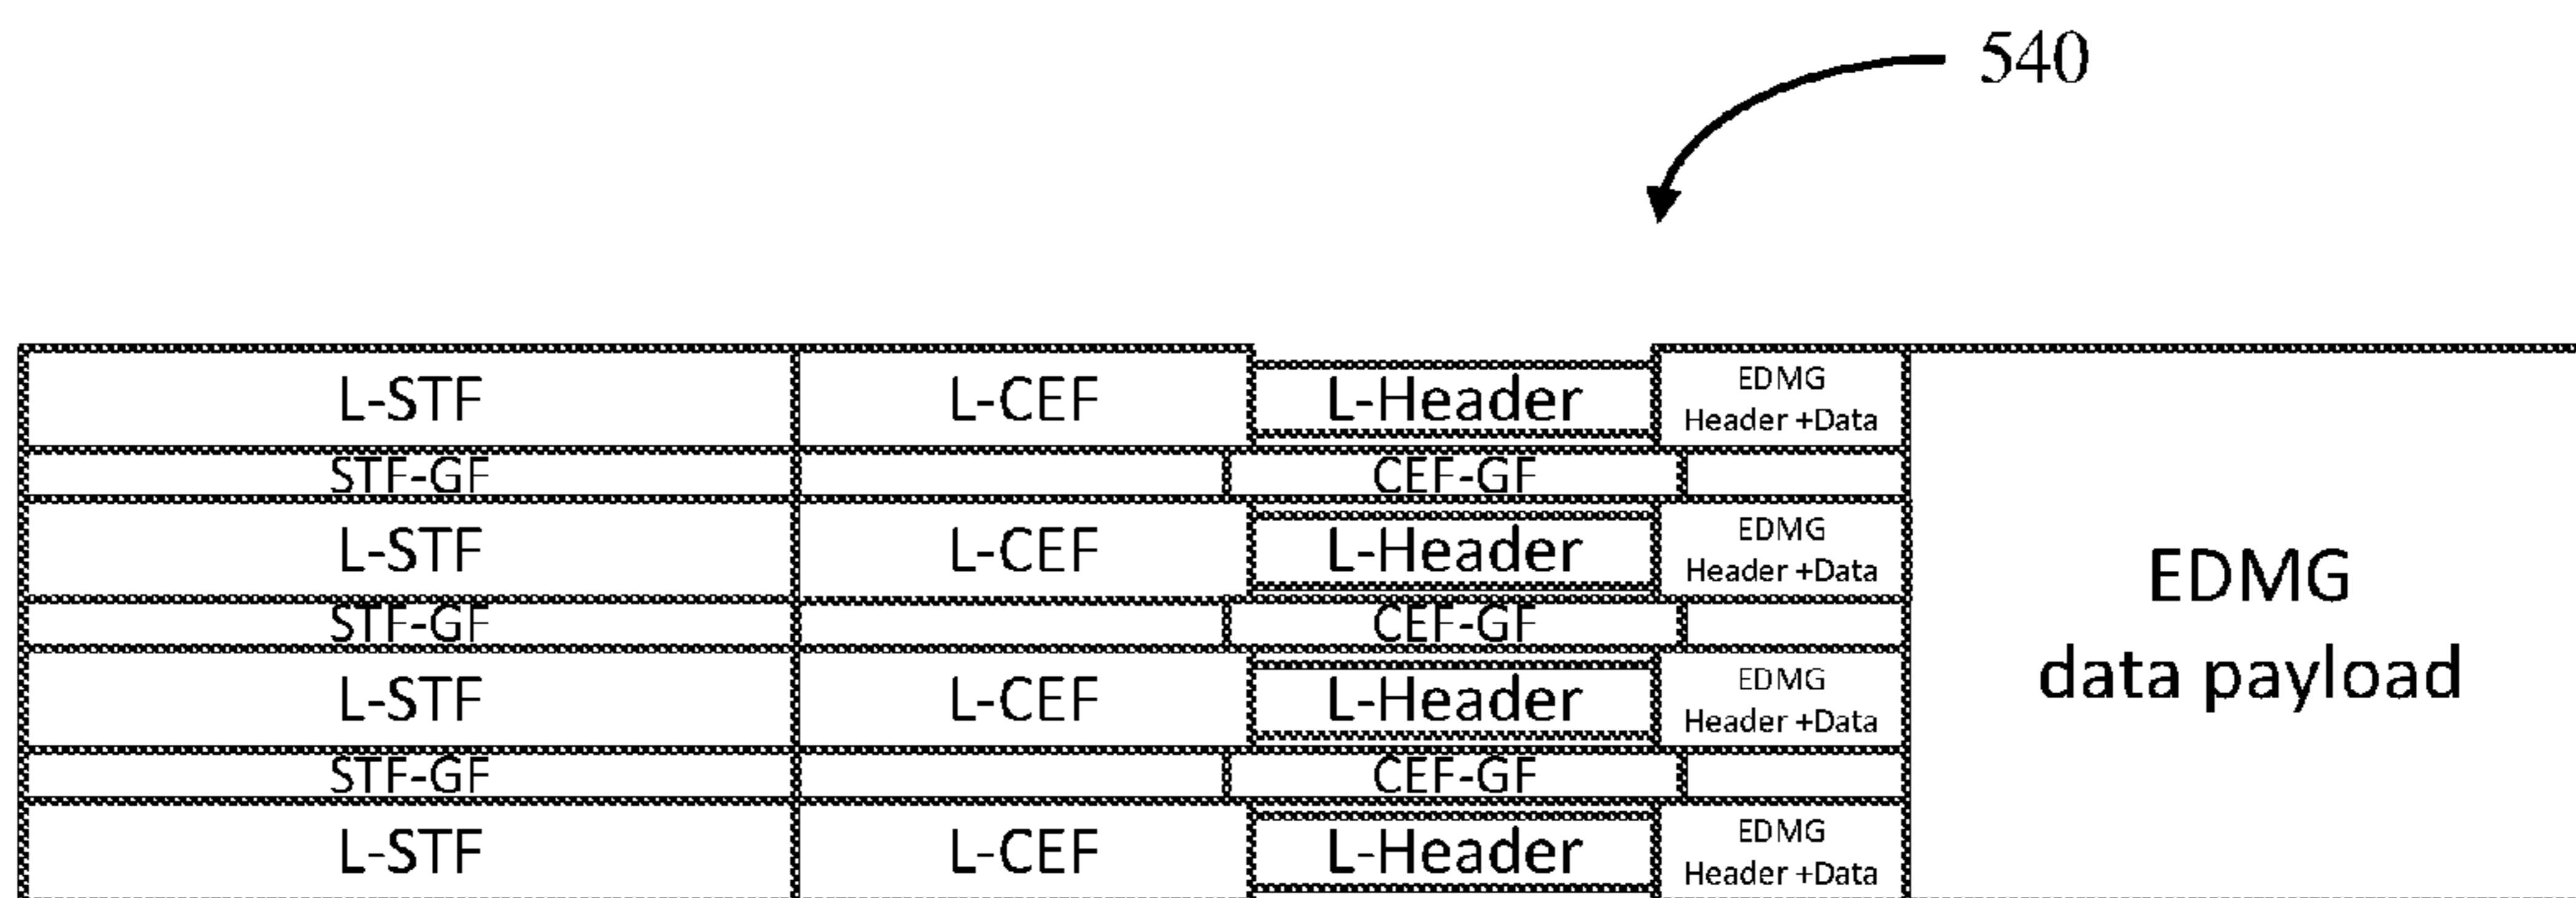 540
L-STF L-CEF L-Header EDMG
Header +Data
STF-GF CEF-GF
L-STF L-CEF L-Header EDMG
Header +Data
STF-GF CEF-GF
L-STF L-CEF L-Header EDMG
Header +Data
STF-GF CEF-GF
L-STF L-CEF L-Header EDMG
Header +Data
EDMG
data payload